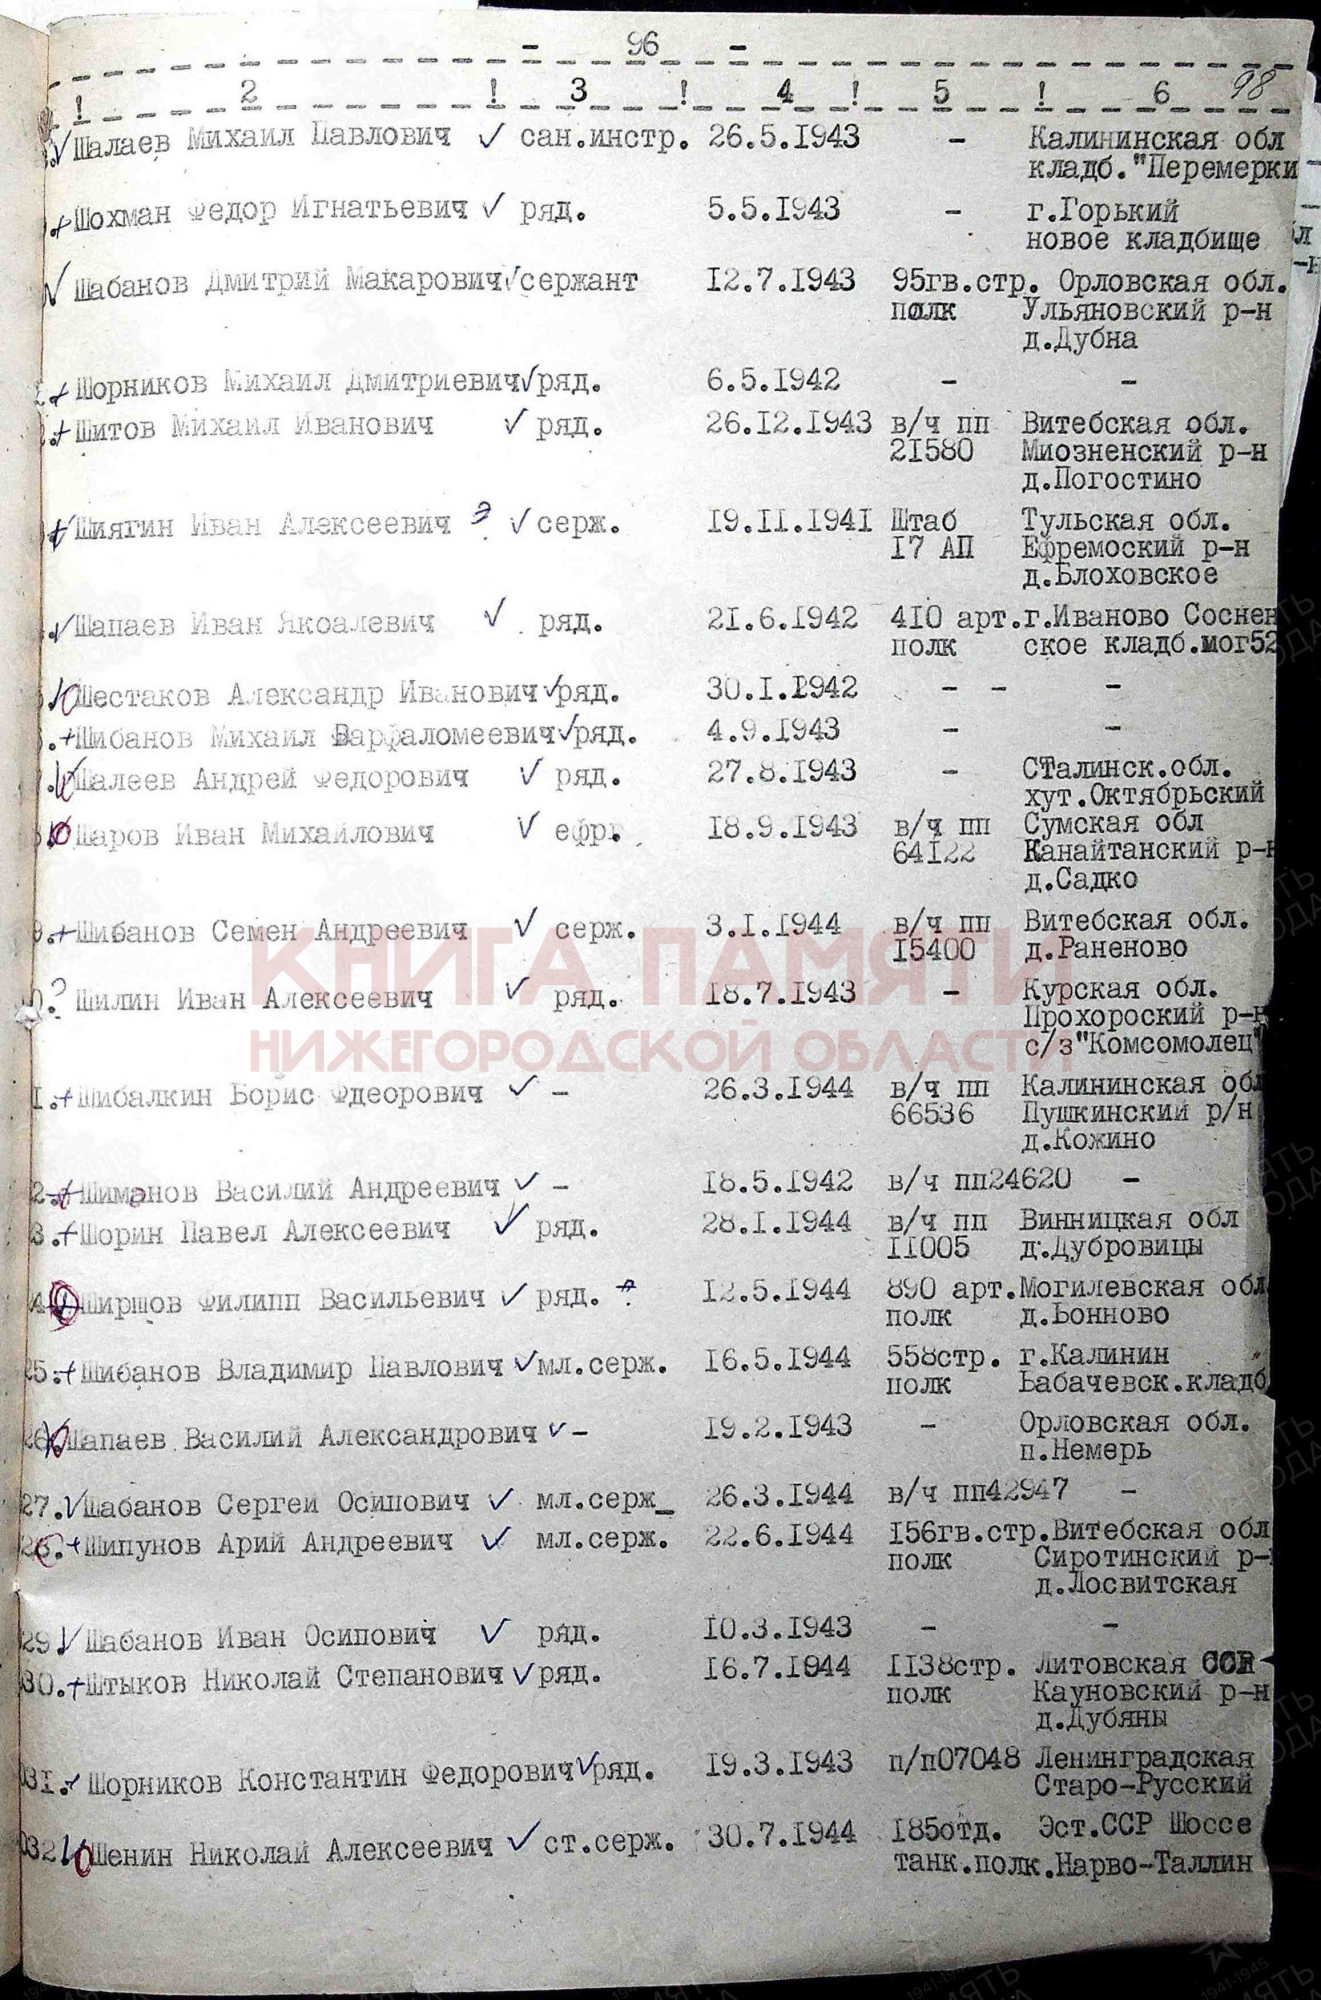 - 96 -
98
! 2 ! 3 ! 4 ! 5 ! 6
Шалаев Михаил Павлович сан.инстр. 26.5.1943 - Калининская обл
кладб."Перемерки
Шохман Федор Игнатьевич ряд. 5.5.1943 - г.Горький
новое кладбище
Шабанов Дмитрий Макарович сержант 12.7.1943 95гв.стр. Орловская обл.
полк Ульяновский р-н
д.Дубна
Шорников Михаил Дмитриевич ряд. 6.5.1942 - -
Шитов Михаил Иванович ряд. 26.12.1943 в/ч пп Витебская обл.
21580 Миозненский р-н
д.Погостино
Шиягин Иван Алексеевич ? серж. 19.11.1941 Штаб Тульская обл.
17 АП Ефремоский р-н
д.Блоховское
Шапаев Иван Якоалевич ряд. 21.6.1942 410 арт. г.Иваново Соснен
полк ское кладб.мог52
Шестаков Александр Иванович ряд. 30.1.1942 - - -
Шибанов Михаил Варфаломеевич ряд. 4.9.1943 - -
Шалеев Андрей Федорович ряд. 27.8.1943 - СТалинск.обл.
хут.Октябрьский
Шаров Иван Михайлович ефр. 18.9.1943 в/ч пп Сумская обл
64122 Канайтанский р-н
д.Садко
9.+ Шибанов Семен Андреевич серж. 3.1.1944 в/ч пп Витебская обл.
15400 д.Раненово
0? Шилин Иван Алексеевич ряд. 18.7.1943 - Курская обл.
Прохороский р-н
с/з"Комсомолец"
1.+ Шибалкин Борис Фдеорович - 26.3.1944 в/ч пп Калининская обл
66536 Пушкинский р/н
д.Кожино
2. Шиманов Василий Андреевич - 18.5.1942 в/ч пп24620 -
3.+ Шорин Павел Алексеевич ряд. 28.1.1944 в/ч пп Винницкая обл
11005 д.Дубровицы
4 Ширшов Филипп Васильевич ряд. ? 12.5.1944 890 арт. Могилевская обл
полк д.Бонново
25.+ Шибанов Владимир Павлович мл.серж. 16.5.1944 558стр. г.Калинин
полк Бабачевск.кладб
26. Шапаев Василий Александрович - 19.2.1943 - Орловская обл.
п.Немерь
27. Шабанов Сергей Осипович мл.серж_ 26.3.1944 в/ч пп42947 -
28.+ Шипунов Арий Андреевич мл.серж. 22.6.1944 156гв.стр. Витебская обл
полк Сиротинский р-
д.Лосвитская
29. Шабанов Иван Осипович ряд. 10.3.1943 - -
30.+ Штыков Николай Степанович ряд. 16.7.1944 1138стр. Литовская ССР
полк Кауновский р-н
д.Дубяны
031.+ Шорников Константин Федорович ряд. 19.3.1943 п/п07048 Ленинградская
Старо-Русский
032 Шенин Николай Алексеевич ст.серж. 30.7.1944 185отд. Эст.ССР Шоссе
танк.полк. Нарво-Таллин
КНИГА ПАМЯТИ
НИЖЕГОРОДСКОЙ ОБЛАСТИ